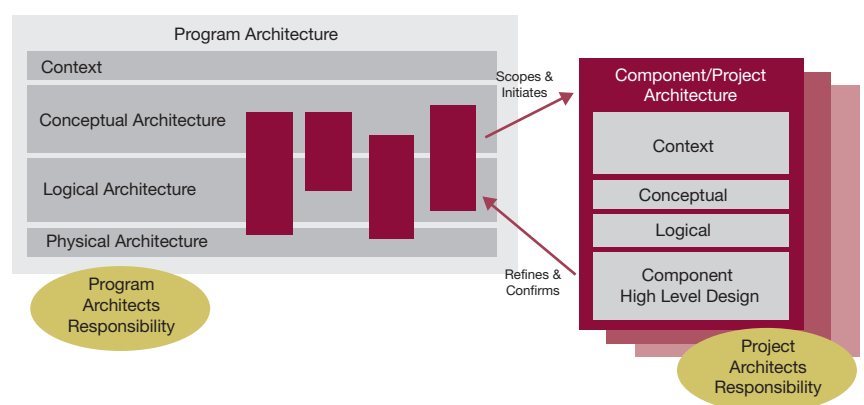 Program Architecture
Context
Conceptual Architecture
Logical Architecture
Physical Architecture
Program
Architects
Responsibility
Scopes &
Initiates
Refines &
Confirms
Component/Project
Architecture
Context
Conceptual
Logical
Component
High Level Design
Project
Architects
Responsibility